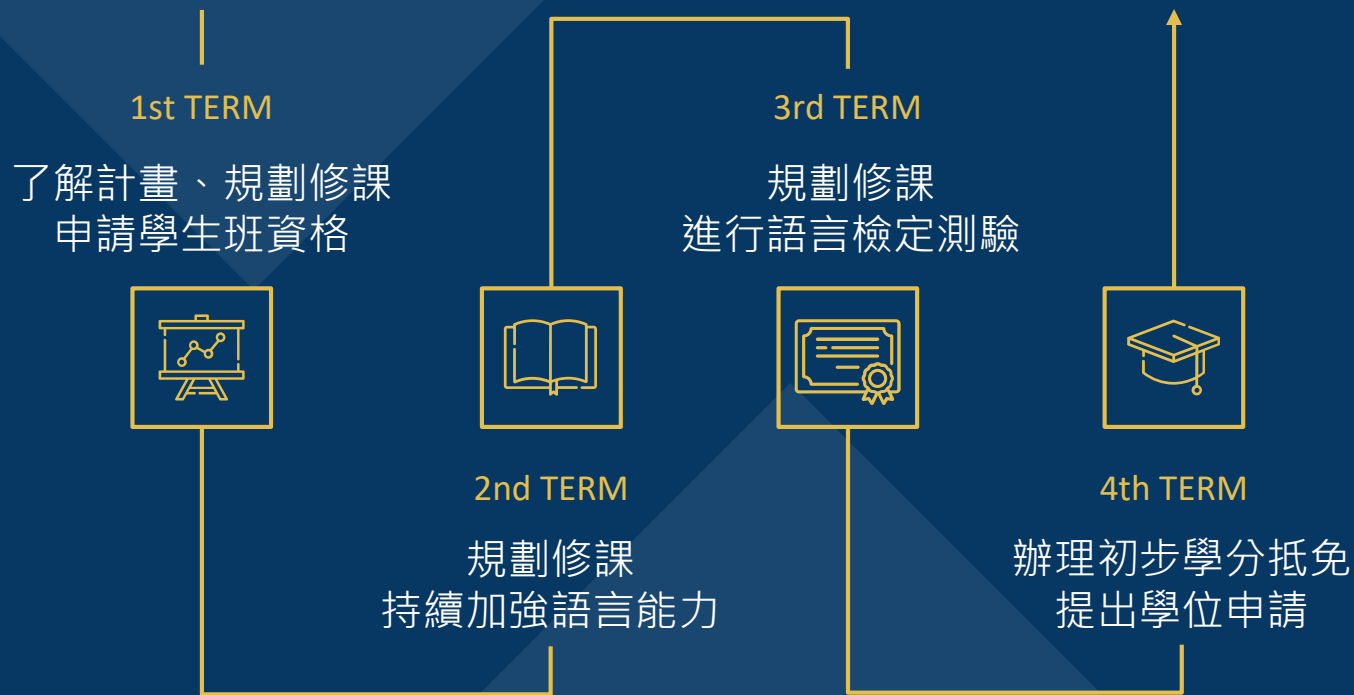 1st TERM
了解計畫、規劃修課
申請學生班資格
2nd TERM
規劃修課
持續加強語言能力
3rd TERM
規劃修課
進行語言檢定測驗
4th TERM
辦理初步學分抵免
提出學位申請